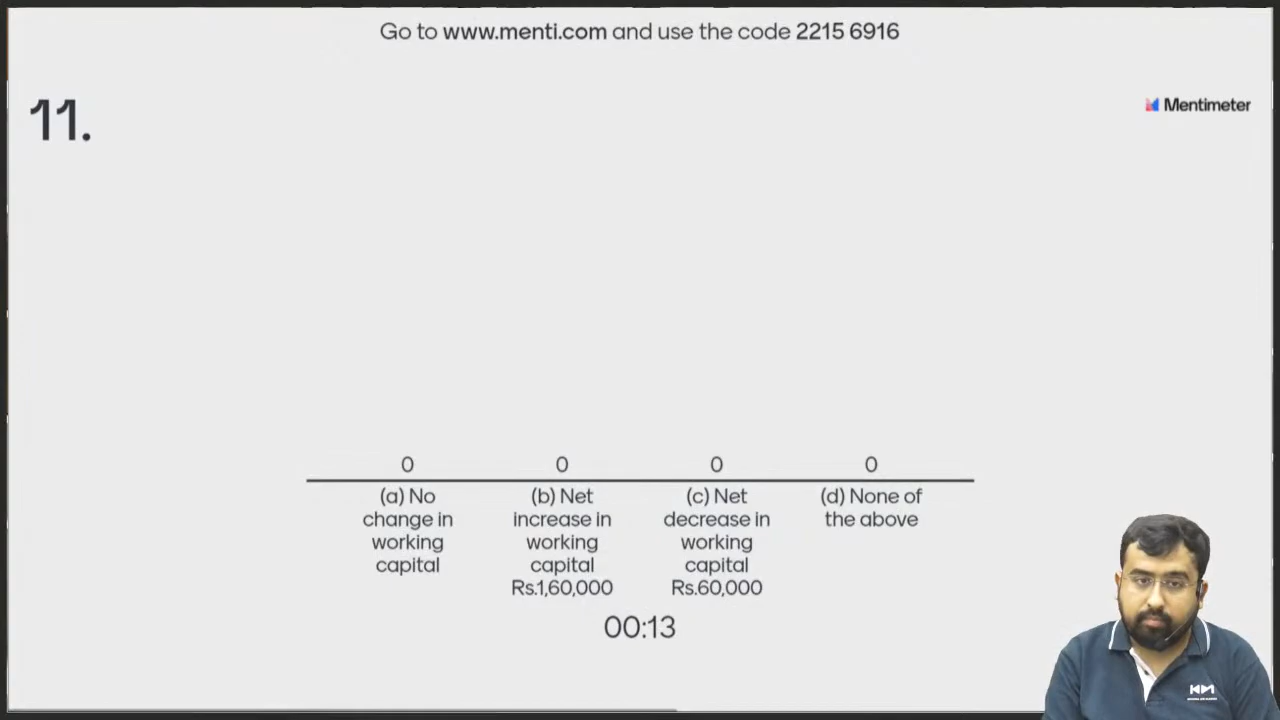 Go to www.menti.com and use the code 2215 6916
11.
Mentimeter
0 0 0 0
(a) No
change in
working
capital
(b) Net
increase in
working
capital
Rs.1,60,000
(c) Net
decrease in
working
capital
Rs.60,000
(d) None of
the above
00:13